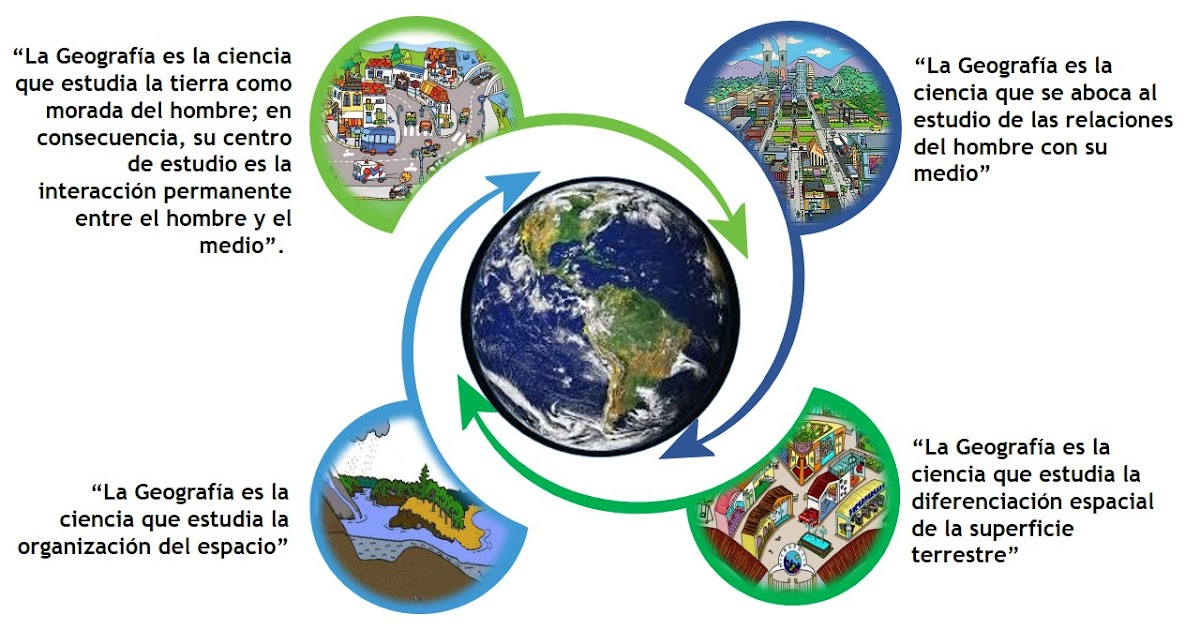 “La Geografía es la ciencia
que estudia la tierra como
morada del hombre; en
consecuencia, su centro
de estudio es la
interacción permanente
entre el hombre y el
medio”.
“La Geografía es la
ciencia que se aboca al
estudio de las relaciones
del hombre con su
medio”
“La Geografía es la
ciencia que estudia la
organización del espacio”
“La Geografía es la
ciencia que estudia la
diferenciación espacial
de la superficie
terrestre”